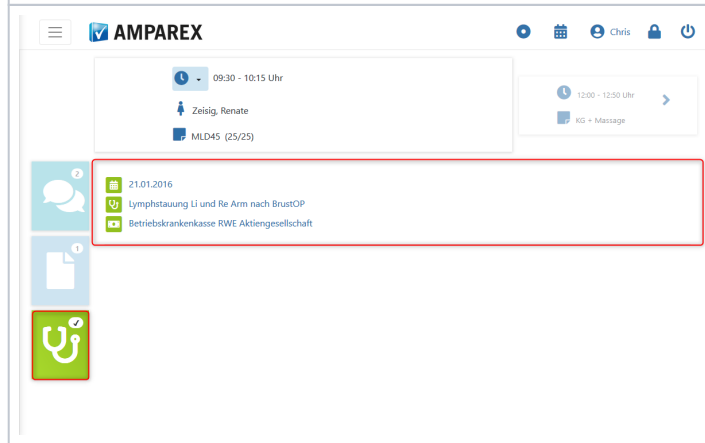 AMPAREX
Chris
09:30 - 10:15 Uhr
Zeisig, Renate
MLD45 (25/25)
12:00 - 12:50 Uhr
KG + Massage
2
21.01.2016
Lymphstauung Li und Re Arm nach BrustOP
Betriebskrankenkasse RWE Aktiengesellschaft
1